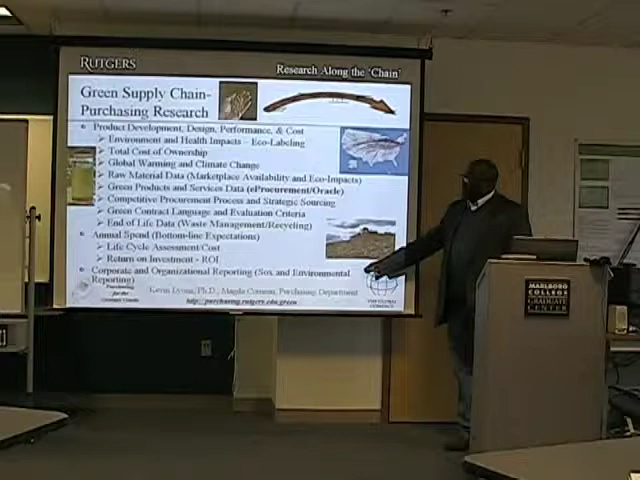 RUTGERS
Research Along the 'Chain'
Green Supply Chain-
Purchasing Research
Product Development, Design, Performance, & Cost
Environment and Health Impacts – Eco-Labeling
Total Cost of Ownership
Global Warming and Climate Change
Raw Material Data (Marketplace Availability and Eco-Impacts)
Green Products and Services Data (eProcurement/Oracle)
Competitive Procurement Process and Strategic Sourcing
Green Contract Language and Evaluation Criteria
End of Life Data (Waste Management/Recycling)
Annual Spend (Bottom-line Expectations)
Life Cycle Assessment/Cost
Return on Investment - ROI
Corporate and Organizational Reporting (Sox and Environmental
Reporting)
Purchasing
for the
Kevin Lyons, Ph.D., Magda Comeau, Purchasing Department
http://purchasing.rutgers.edu/green
MARLBORO
COLLEGE
GRADUATE
CENTER